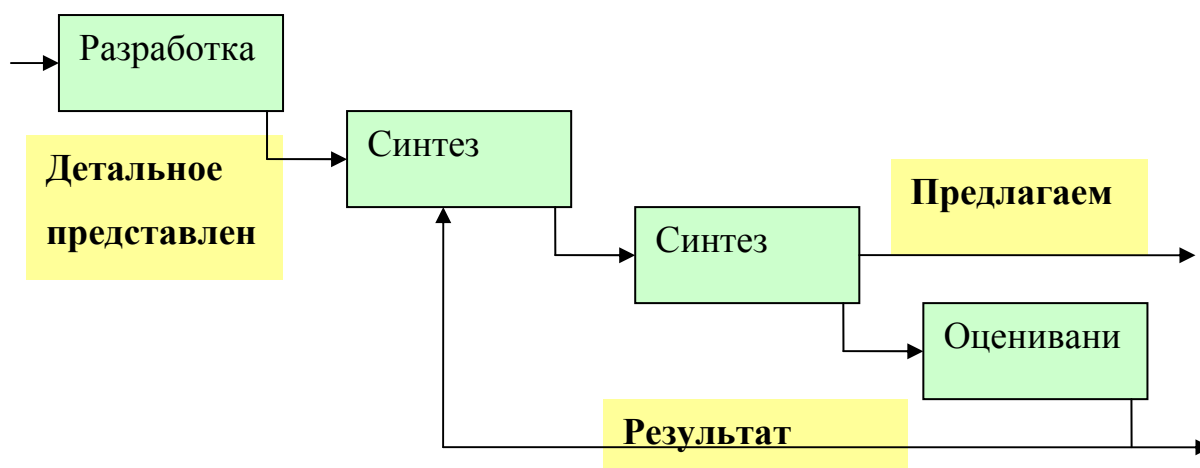 Разработка
Синтез
Детальное
представлен
Предлагаем
Синтез
Оценивани
Результат